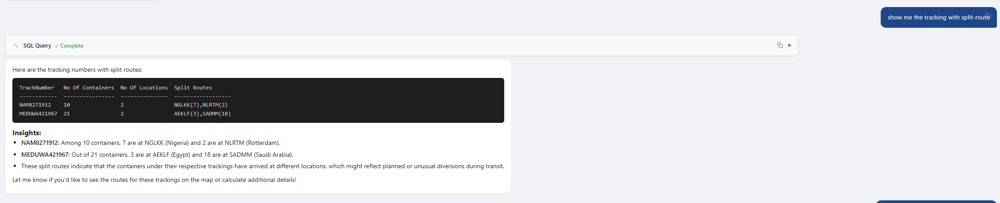 show me the tracking with split-route
SQL Query ✓ Complete
Here are the tracking numbers with split routes:
TrackNumber   No Of Containers  No Of Locations  Split Routes
------------  ----------------  ---------------  ------------------
NAM8271912    10                2                NGLKK(7),NLRTM(2)
MEDUWA421967  21                2                AEKLF(3),SADMM(18)
Insights:
• NAM8271912: Among 10 containers, 7 are at NGLKK (Nigeria) and 2 are at NLRTM (Rotterdam).
• MEDUWA421967: Out of 21 containers, 3 are at AEKLF (Egypt) and 18 are at SADMM (Saudi Arabia).
• These split routes indicate that the containers under their respective trackings have arrived at different locations, which might reflect planned or unusual diversions during transit.
Let me know if you'd like to see the routes for these trackings on the map or calculate additional details!